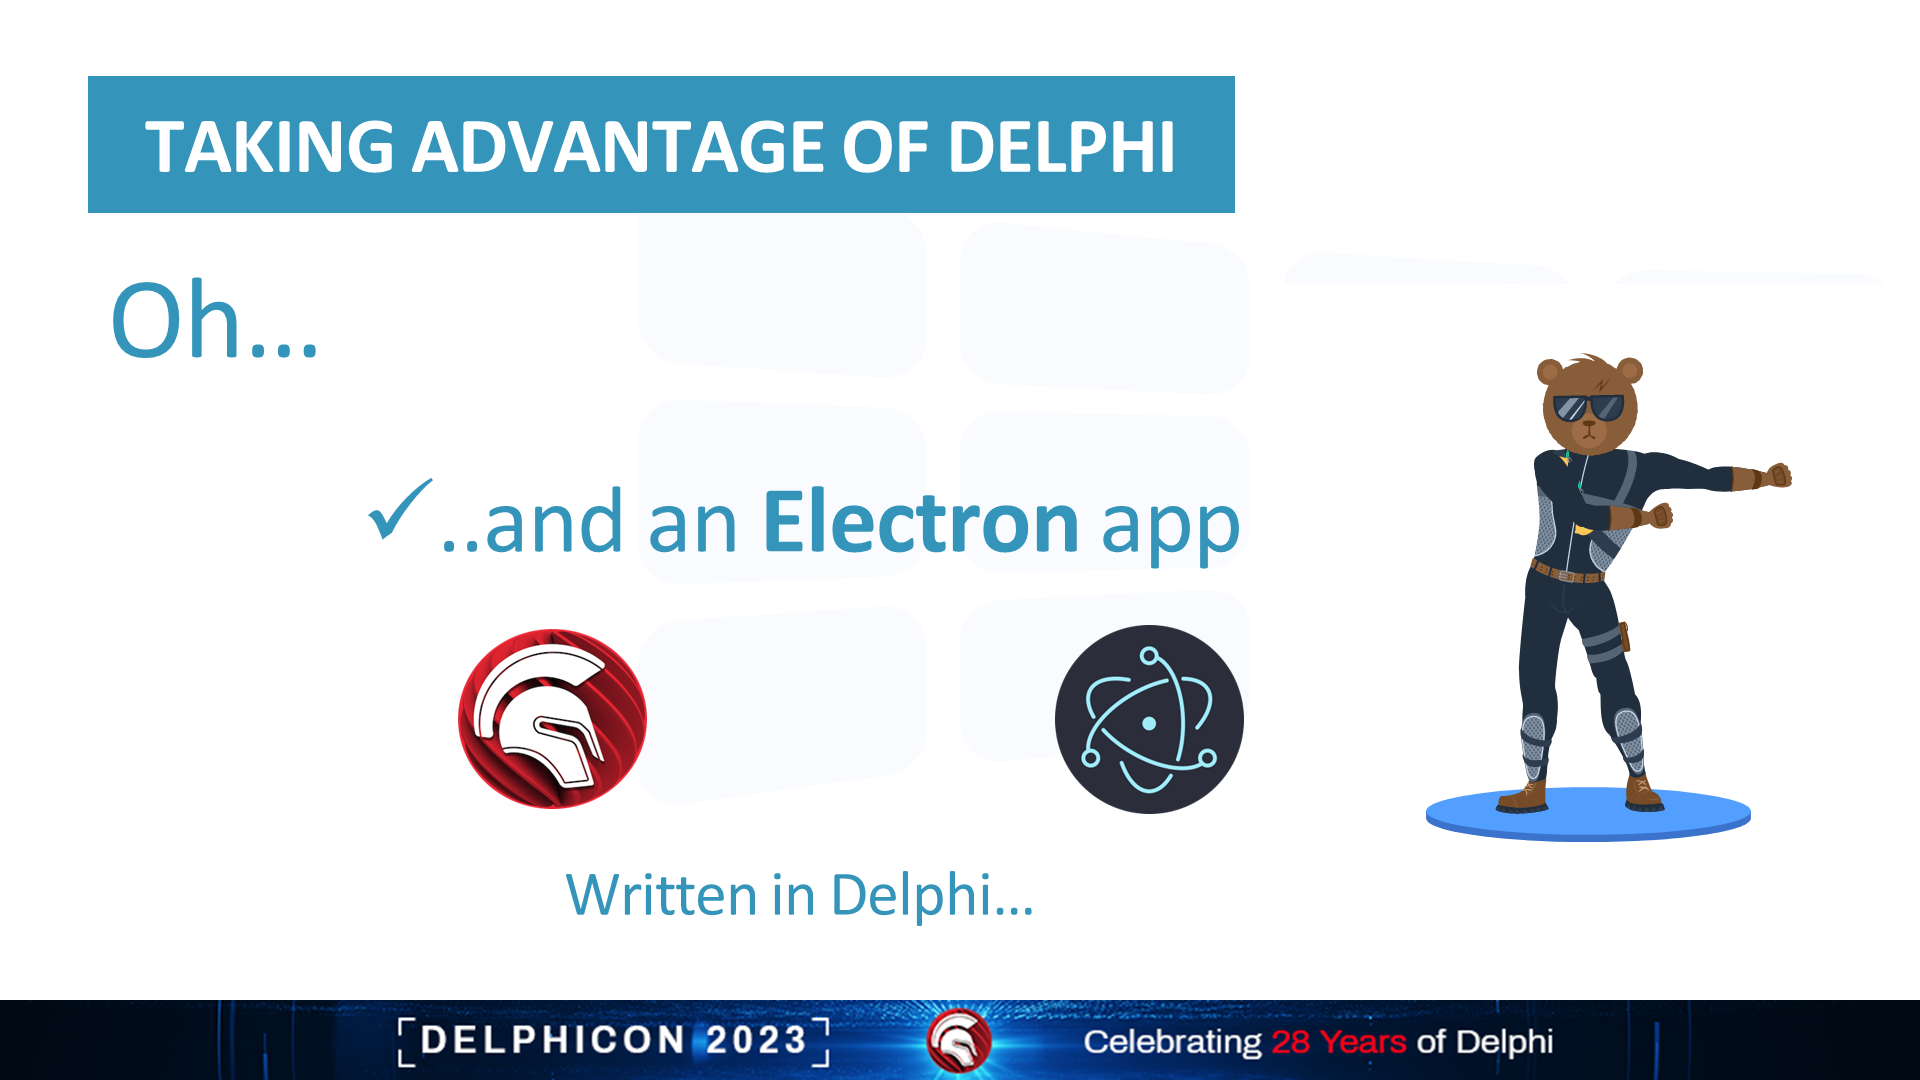 TAKING ADVANTAGE OF DELPHI
Oh...
..and an Electron app
Written in Delphi...
DELPHICON 2023
Celebrating 28 Years of Delphi